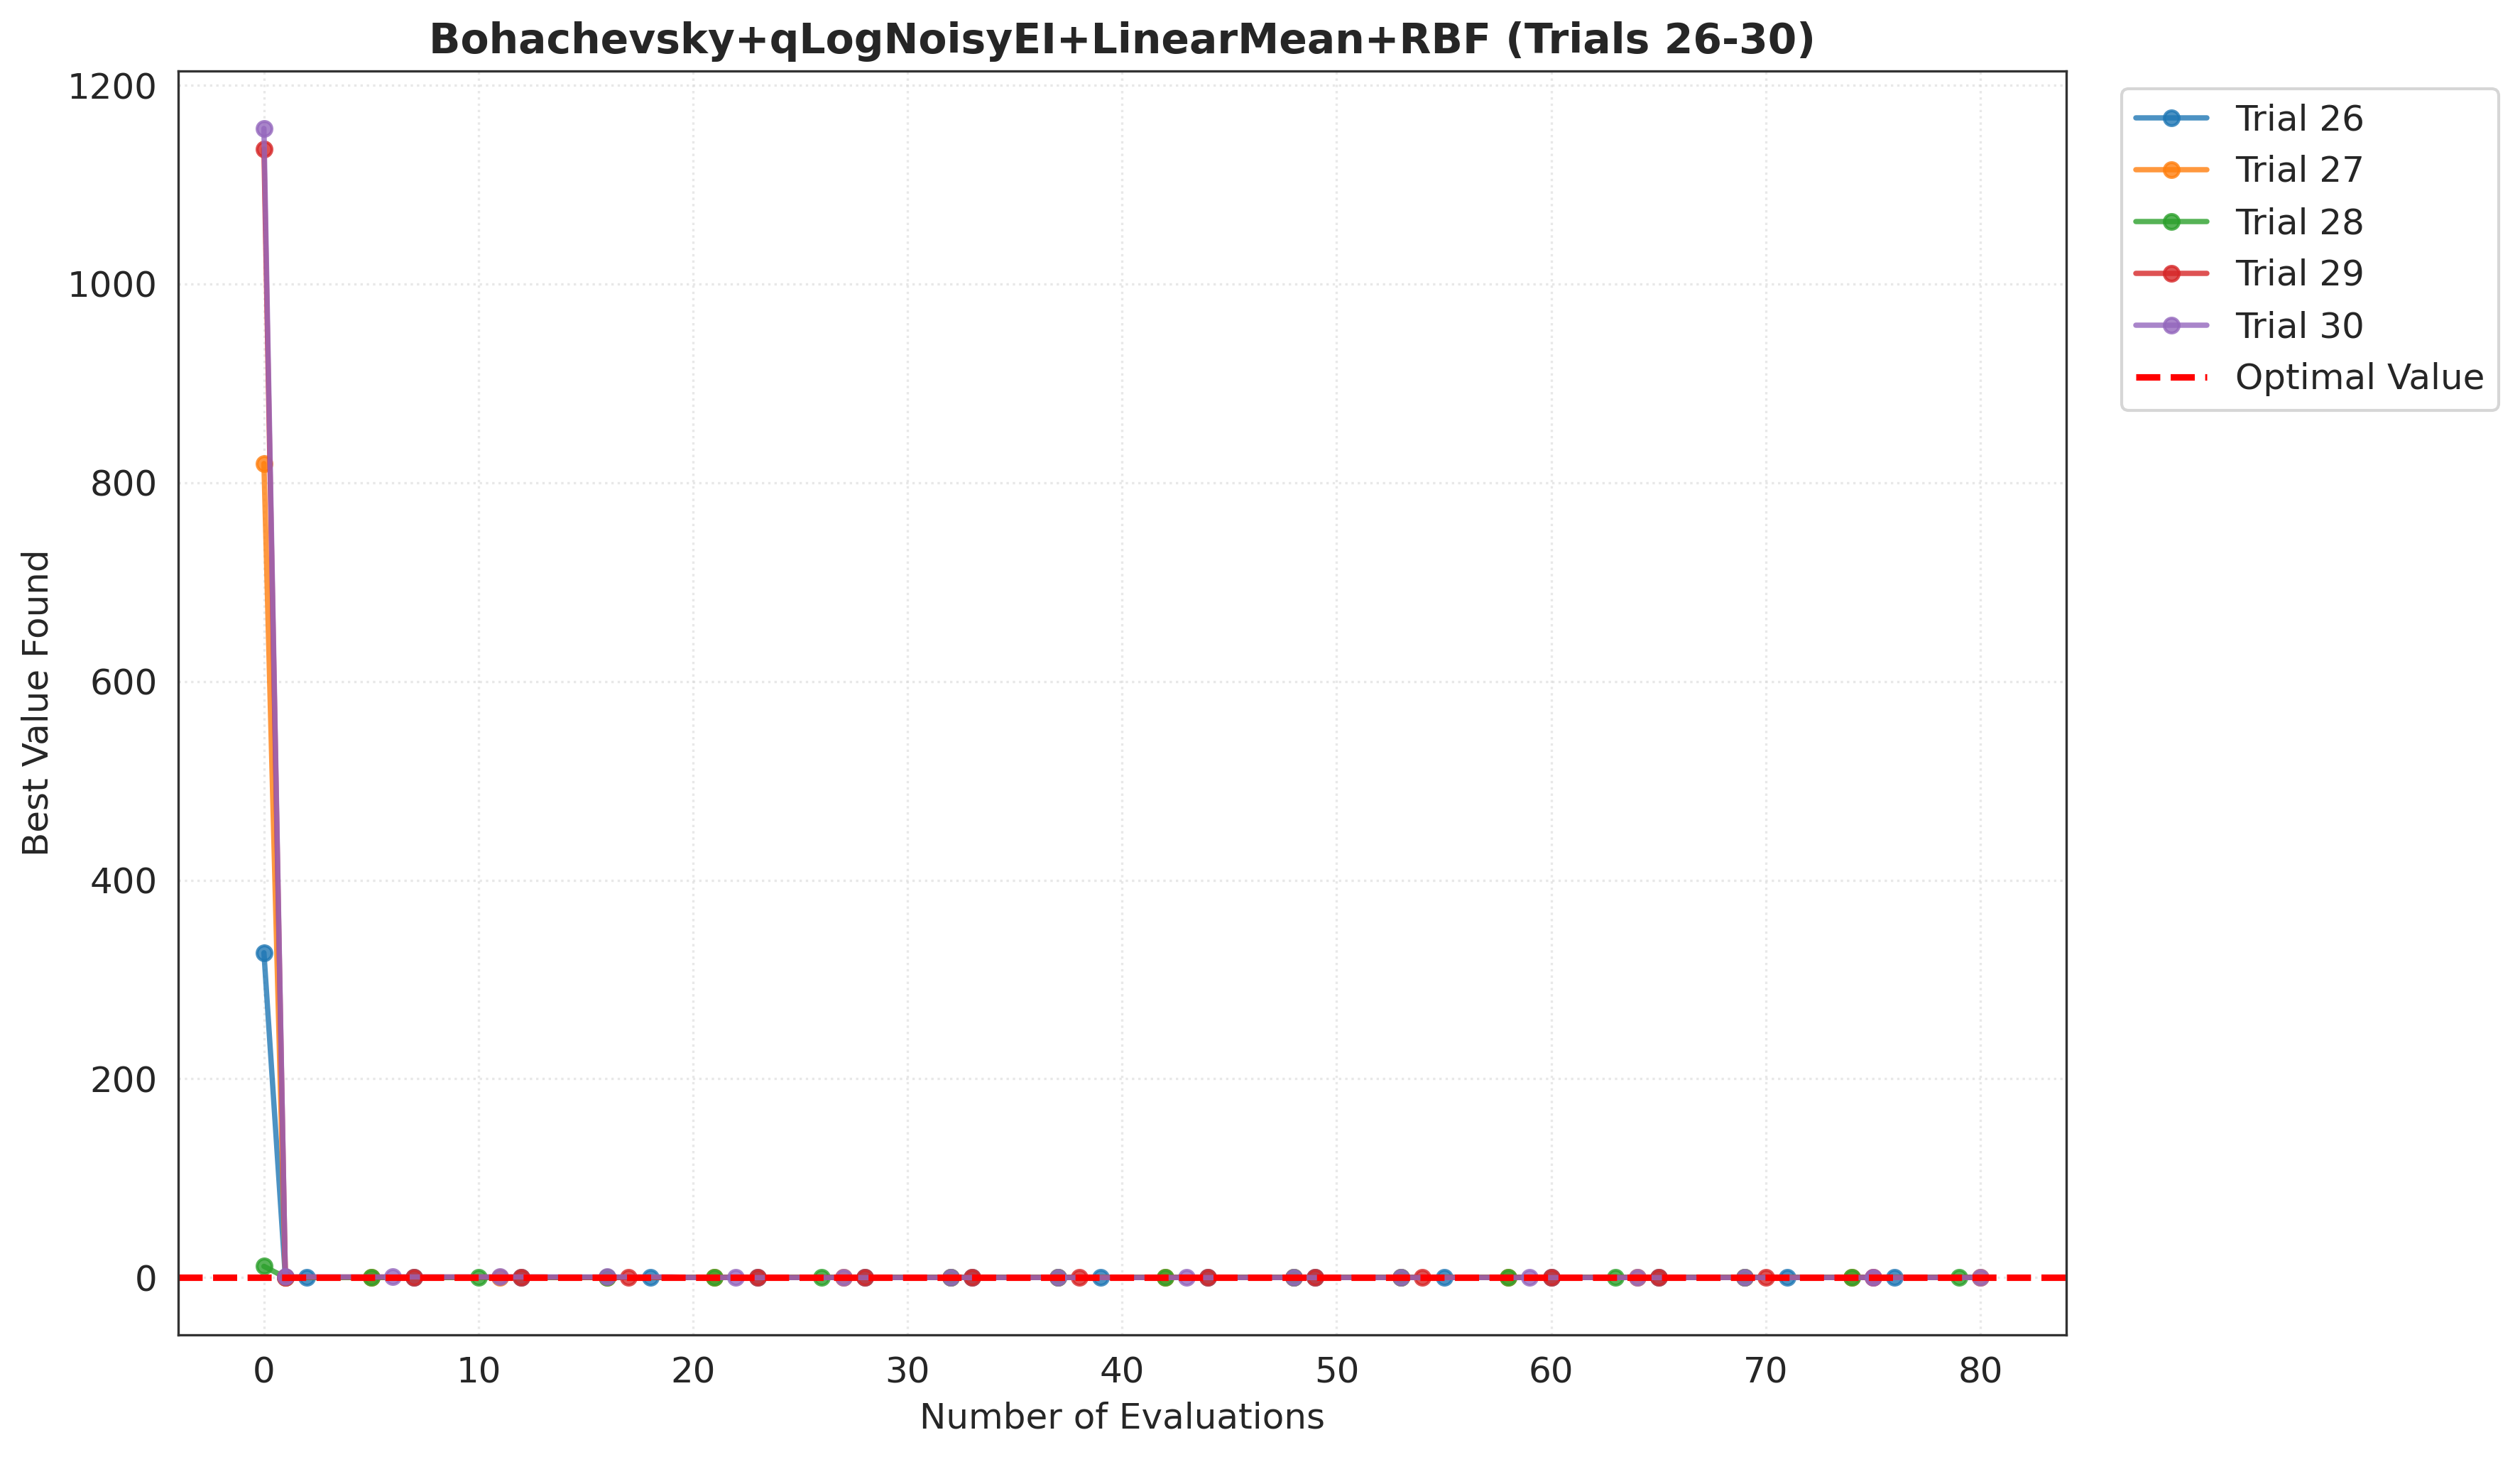 Bohachevsky+qLogNoisyEI+LinearMean+RBF (Trials 26-30)
1200
1000
800
600
400
200
0
Best Value Found
0 10 20 30 40 50 60 70 80
Number of Evaluations
Trial 26
Trial 27
Trial 28
Trial 29
Trial 30
Optimal Value